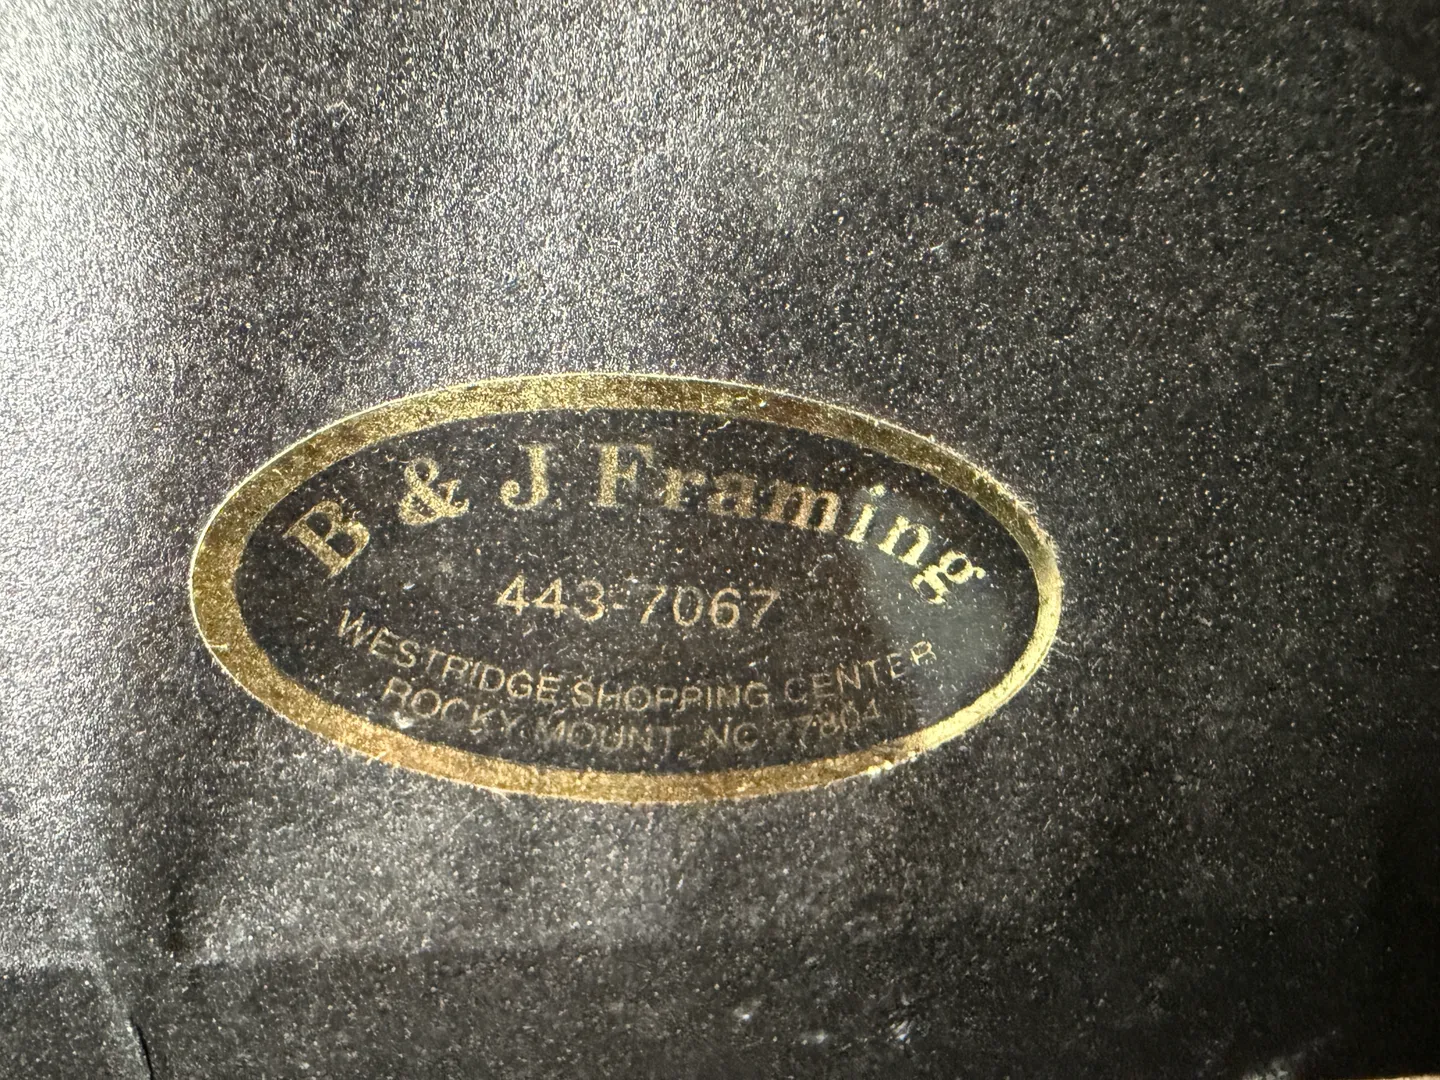 B & J Framing
443-7067
WESTRIDGE SHOPPING CENTER
ROCKY MOUNT, NC 27804